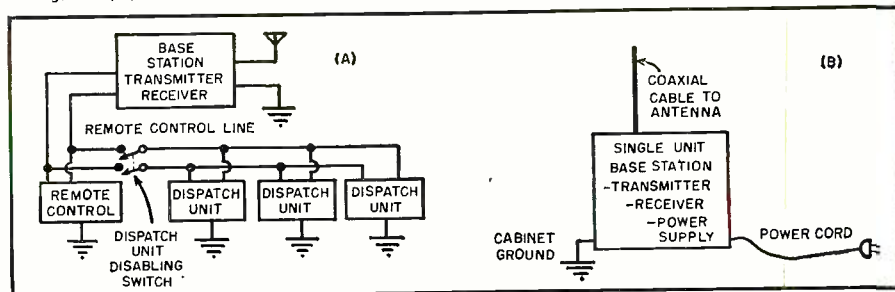 (A)
BASE
STATION
TRANSMITTER
RECEIVER
REMOTE CONTROL LINE
REMOTE
CONTROL
DISPATCH
UNIT
DISPATCH
UNIT
DISPATCH
UNIT
DISPATCH
UNIT
DISABLING
SWITCH
(B)
COAXIAL
CABLE TO
ANTENNA
SINGLE UNIT
BASE STATION
-TRANSMITTER
-RECEIVER
-POWER
SUPPLY
CABINET
GROUND
POWER CORD